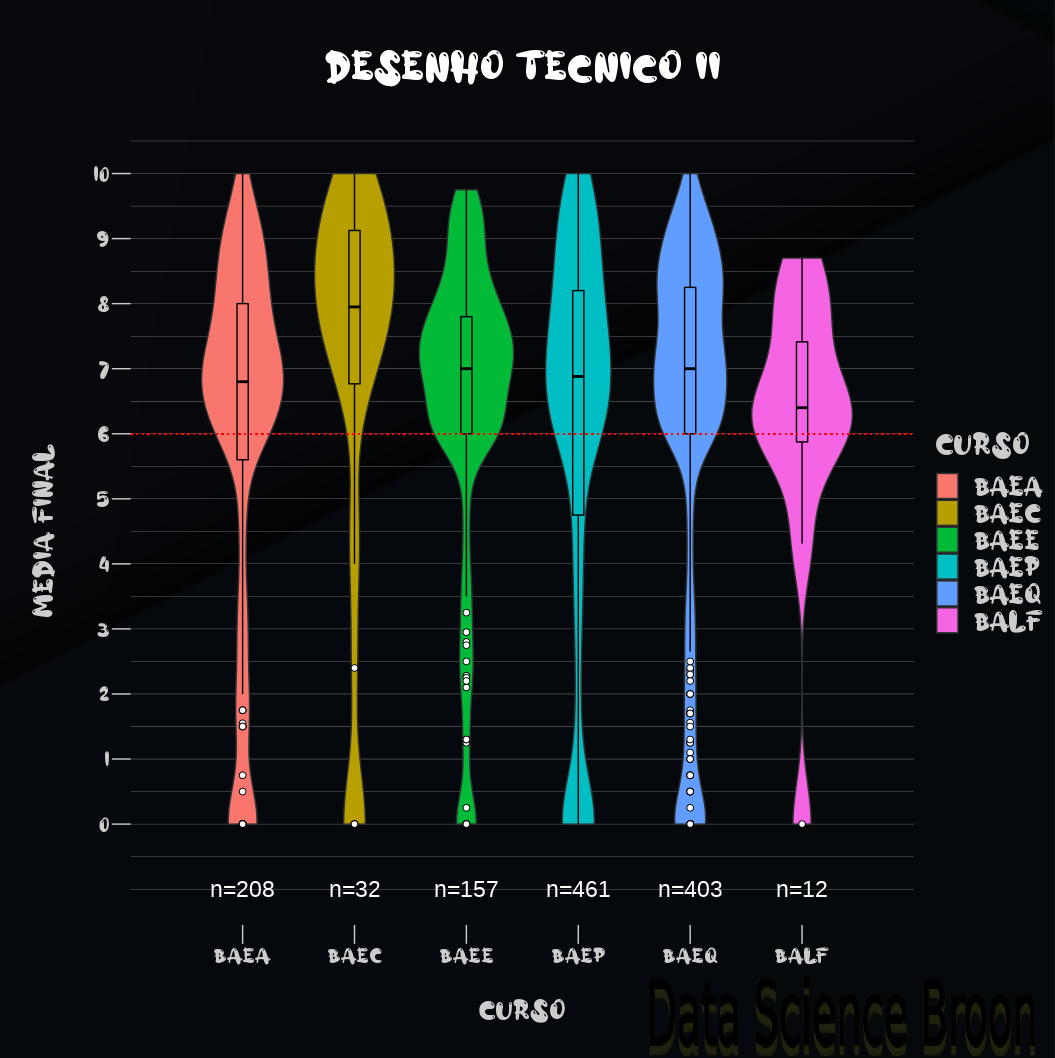 DESENHO TECNICO II
10
9
8
7
6
5
4
3
2
1
0
MEDIA FINAL
n=208 n=32 n=157 n=461 n=403 n=12
BAEA BAEC BAEE BAEP BAEQ BALF
CURSO
CURSO
BAEA
BAEC
BAEE
BAEP
BAEQ
BALF
Data Science Broon